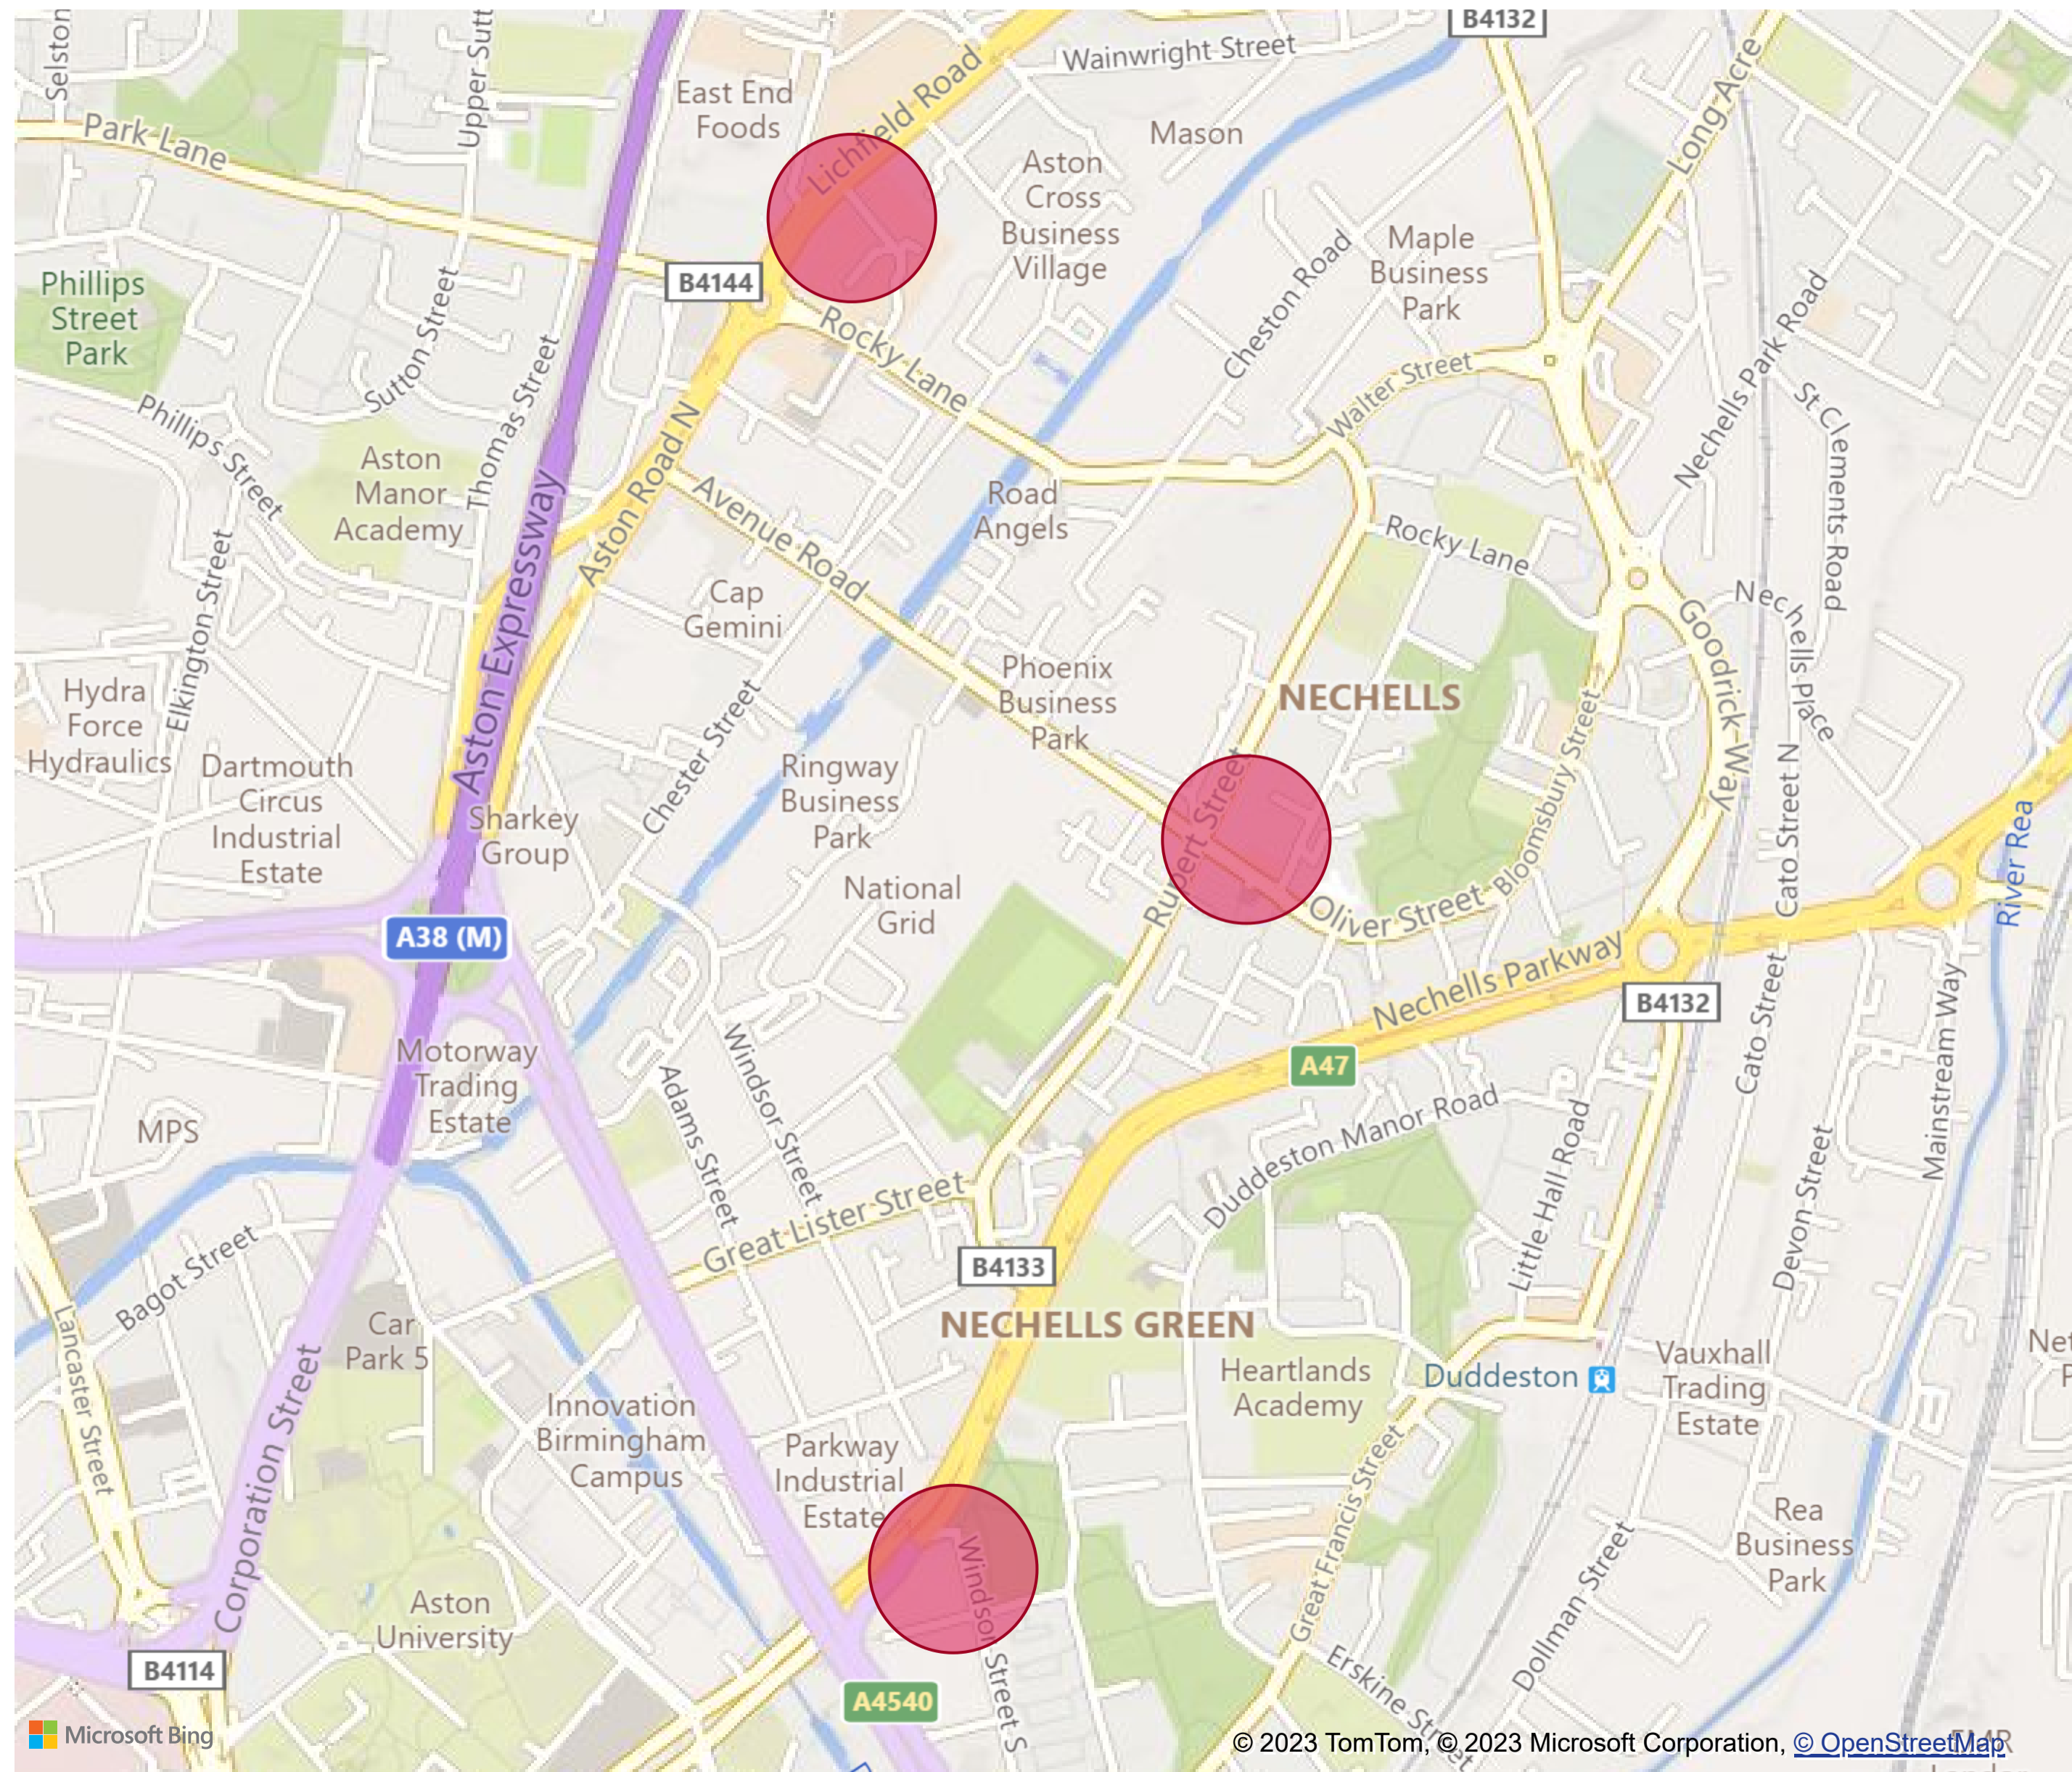 B4132
Selston
Upper Sutt
Wainwright Street
Long Acre
East End
Foods
Lichfield Road
Mason
Park Lane
Aston
Cross
Business
Village
Maple
Business
Park
Cheston Road
B4144
Phillips
Street
Park
Sutton Street
Thomas Street
Rocky Lane
Walter Street
Nechells Park Road
St Clements Road
Phillips Street
Aston
Manor
Academy
Aston Road N
Avenue Road
Road
Angels
Rocky Lane
Aston Expressway
Elkington Street
Cap
Gemini
Nechells Place
Goodrick Way
Hydra
Force
Hydraulics
Phoenix
Business
Park
NECHELLS
Chester Street
Bloomsbury Street
Dartmouth
Circus
Industrial
Estate
Sharkey
Group
Ringway
Business
Park
Rupert Street
Cato Street N
River Rea
National
Grid
Oliver Street
A38 (M)
Nechells Parkway
B4132
Cato Street
Mainstream Way
Motorway
Trading
Estate
Windsor Street
Adams Street
A47
MPS
Duddeston Manor Road
Little Hall Road
Devon Street
Great Lister Street
Bagot Street
B4133
Lancaster Street
Car
Park 5
NECHELLS GREEN
Corporation Street
Innovation
Birmingham
Campus
Heartlands
Academy
Duddeston
Vauxhall
Trading
Estate
Net
P
Parkway
Industrial
Estate
Great Francis Street
Rea
Business
Park
Dollman Street
Windsor Street S
Aston
University
Erskine Street
B4114
A4540
Microsoft Bing
© 2023 TomTom, © 2023 Microsoft Corporation, © OpenStreetMap